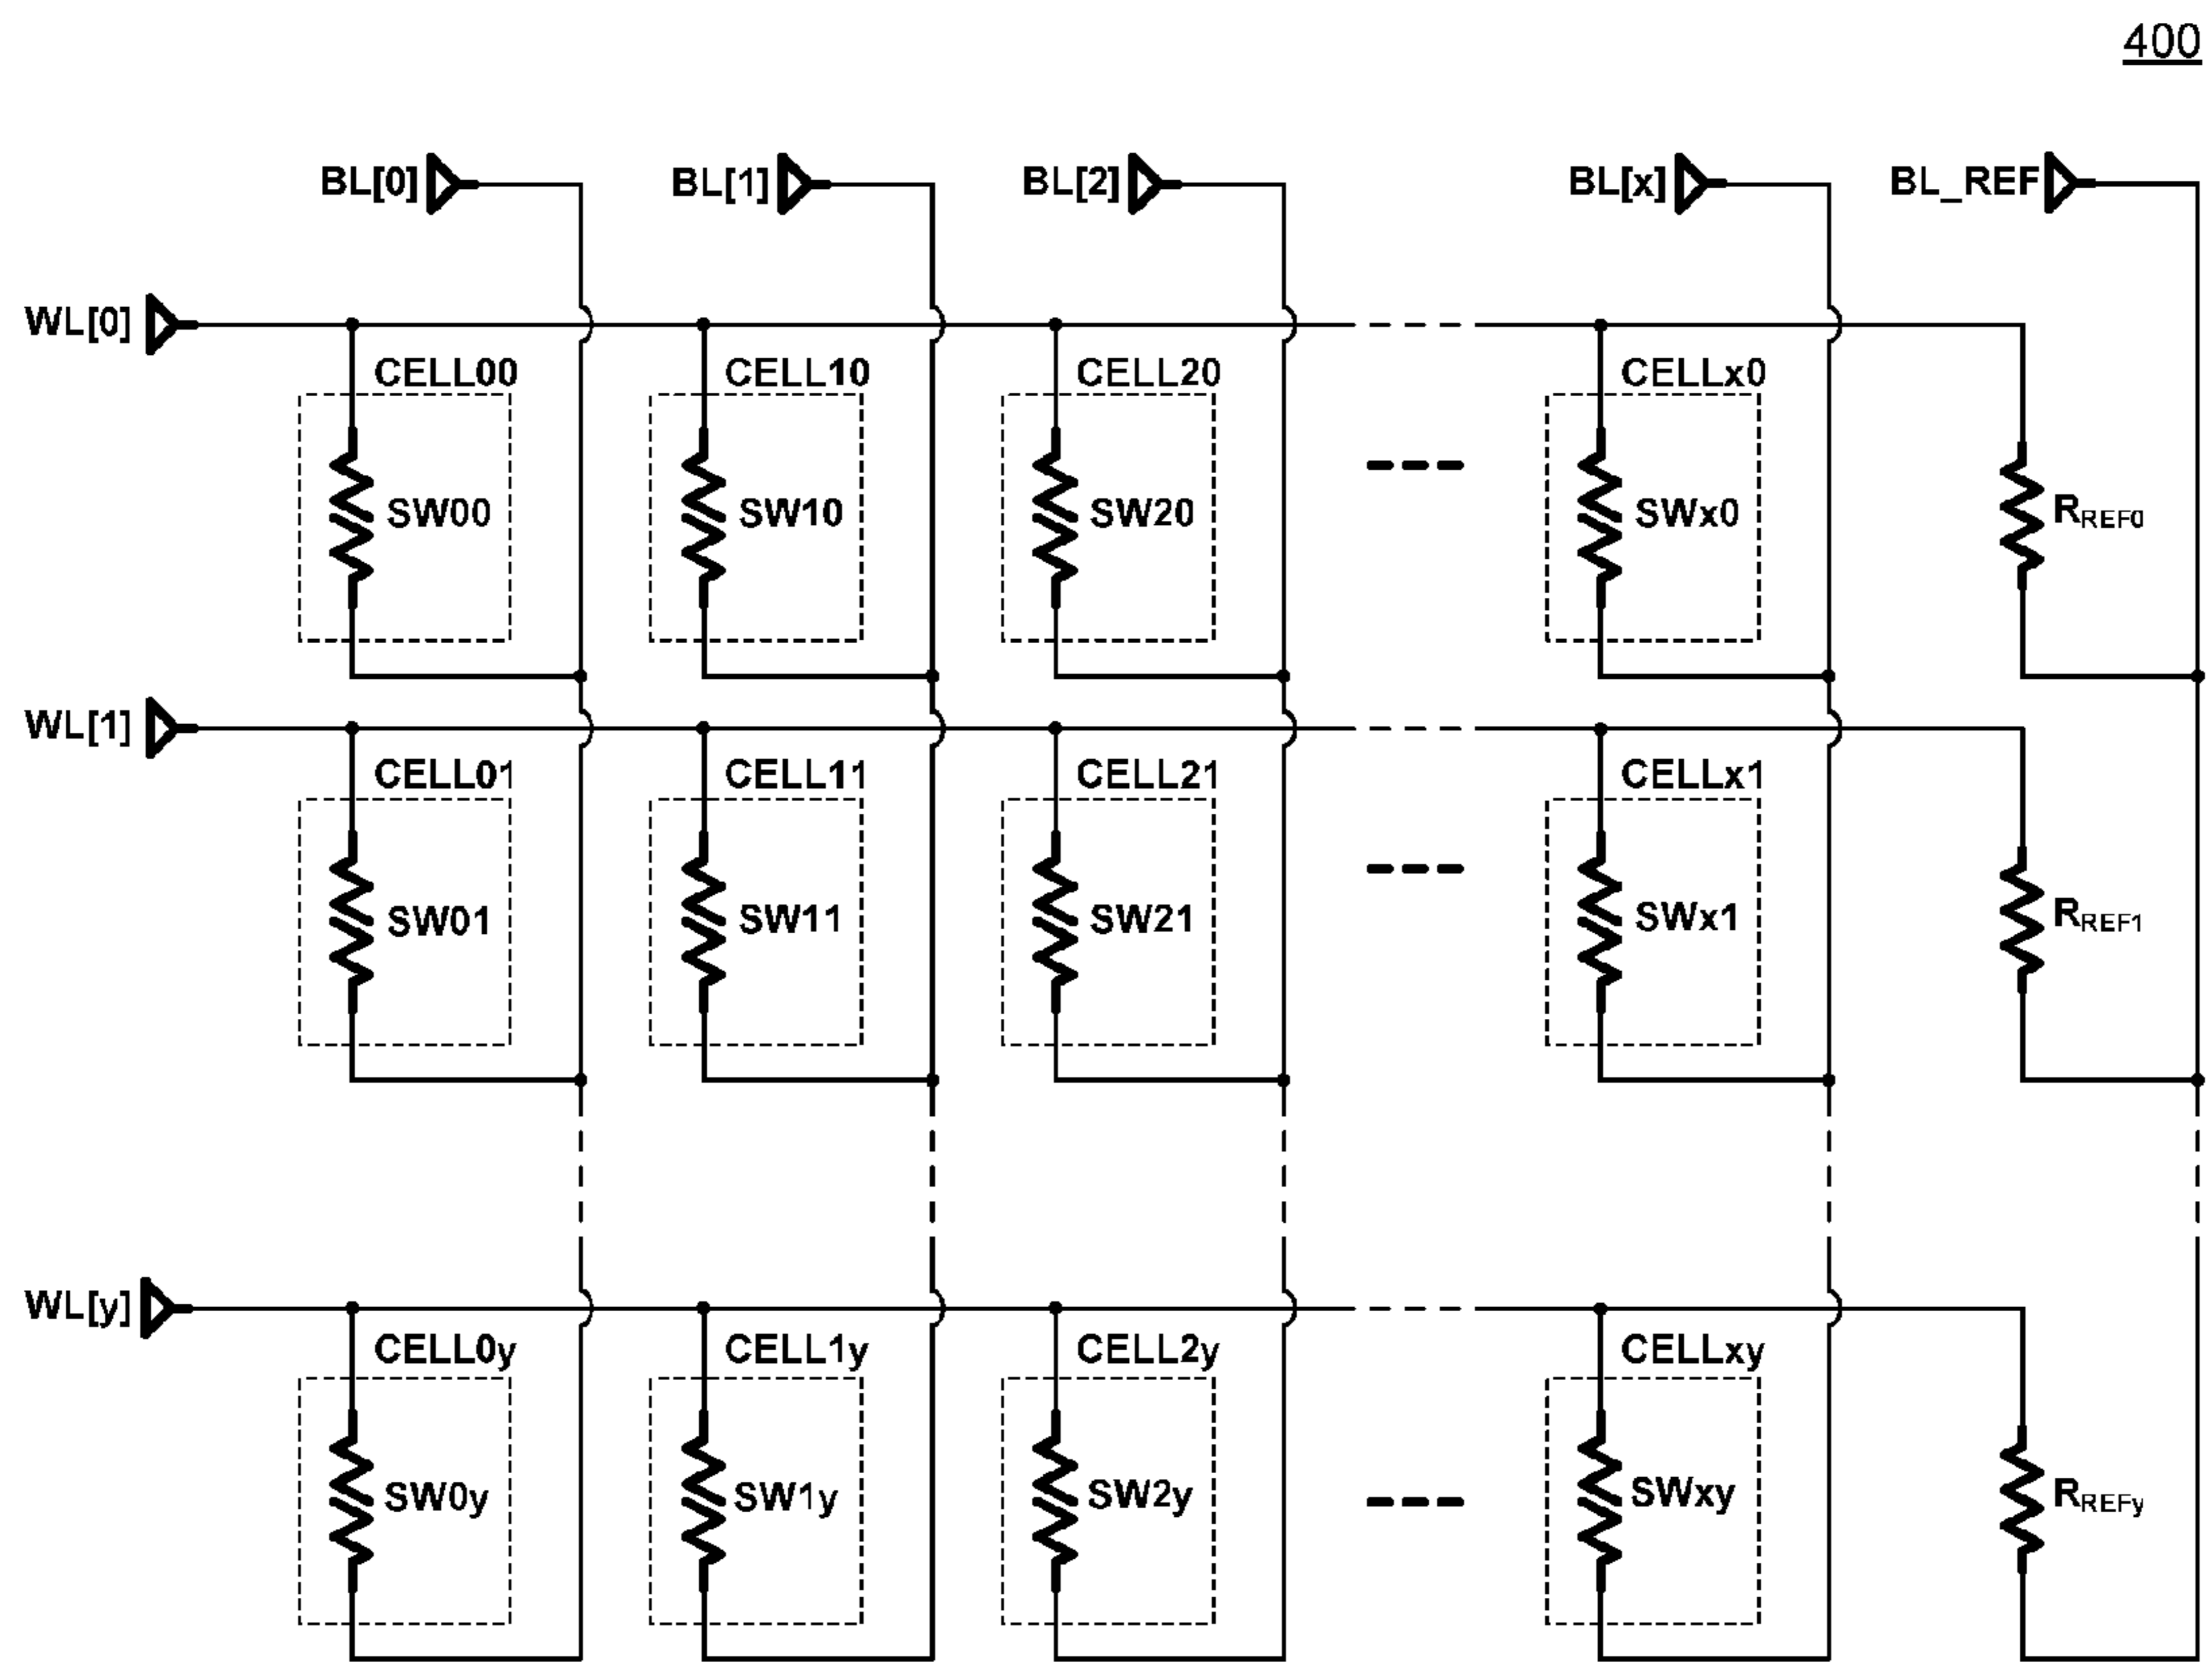 400
BL[0] BL[1] BL[2] BL[x] BL_REF
WL[0]
CELL00 CELL10 CELL20 CELLx0
SW00 SW10 SW20 SWx0 RREF0
WL[1]
CELL01 CELL11 CELL21 CELLx1
SW01 SW11 SW21 SWx1 RREF1
WL[y]
CELL0y CELL1y CELL2y CELLxy
SW0y SW1y SW2y SWxy RREFy